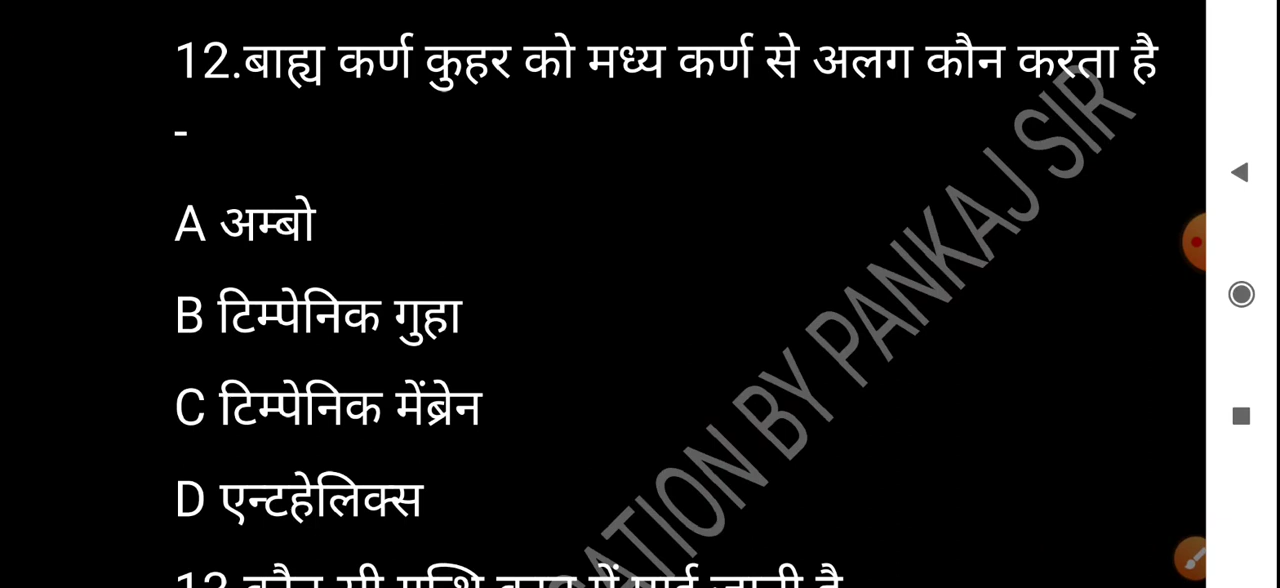 12.बाह्य कर्ण कुहर को मध्य कर्ण से अलग कौन करता है
-
A अम्बो
B टिम्पेनिक गुहा
C टिम्पेनिक मेंब्रेन
D एन्टहेलिक्स
ATION BY PANKAJ SIR